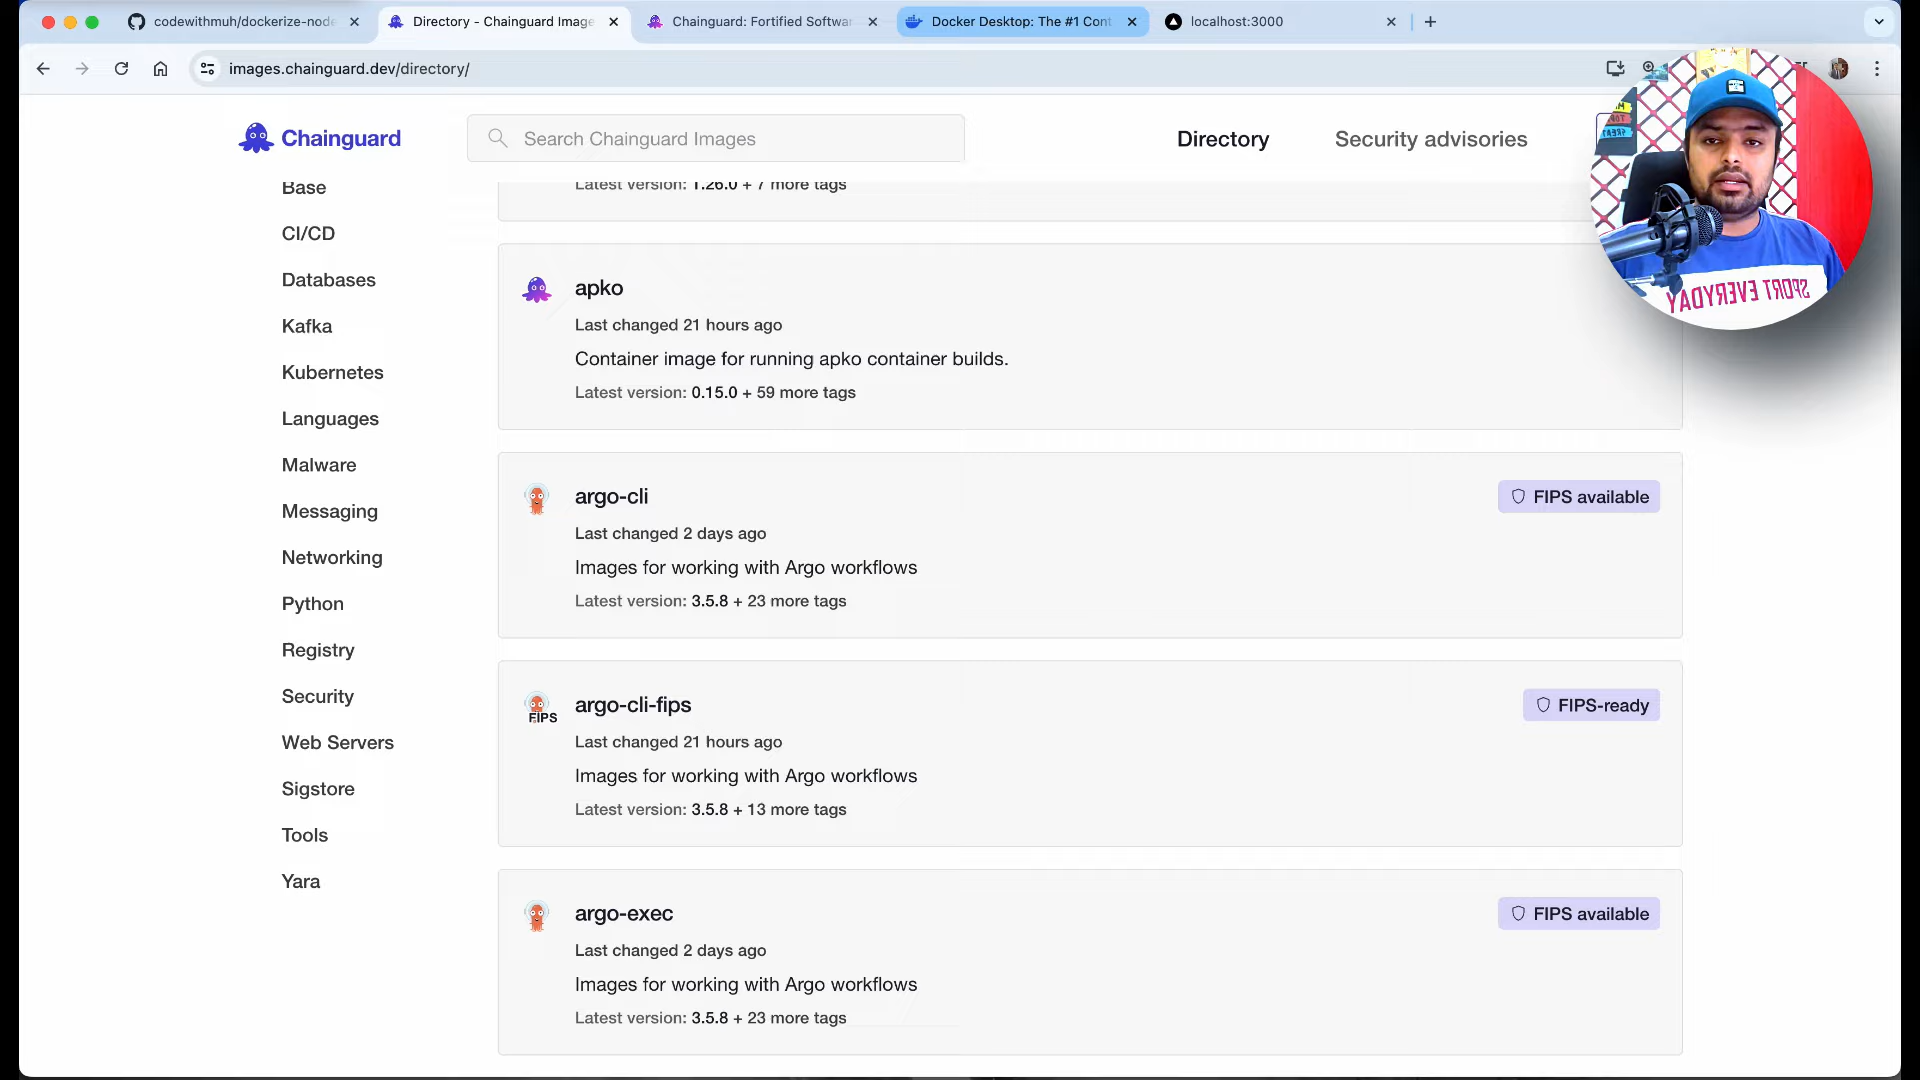 codewithmuh/dockerize-node
Directory - Chainguard Image
Chainguard: Fortified Softwar
Docker Desktop: The #1 Cont
localhost:3000
images.chainguard.dev/directory/
Chainguard
Search Chainguard Images
Directory
Security advisories
Base
CI/CD
Databases
Kafka
Kubernetes
Languages
Malware
Messaging
Networking
Python
Registry
Security
Web Servers
Sigstore
Tools
Yara
Latest version: 1.26.0 + 7 more tags
apko
Last changed 21 hours ago
Container image for running apko container builds.
Latest version: 0.15.0 + 59 more tags
argo-cli
FIPS available
Last changed 2 days ago
Images for working with Argo workflows
Latest version: 3.5.8 + 23 more tags
FIPS
argo-cli-fips
FIPS-ready
Last changed 21 hours ago
Images for working with Argo workflows
Latest version: 3.5.8 + 13 more tags
argo-exec
FIPS available
Last changed 2 days ago
Images for working with Argo workflows
Latest version: 3.5.8 + 23 more tags
SPORT EVERYDAY